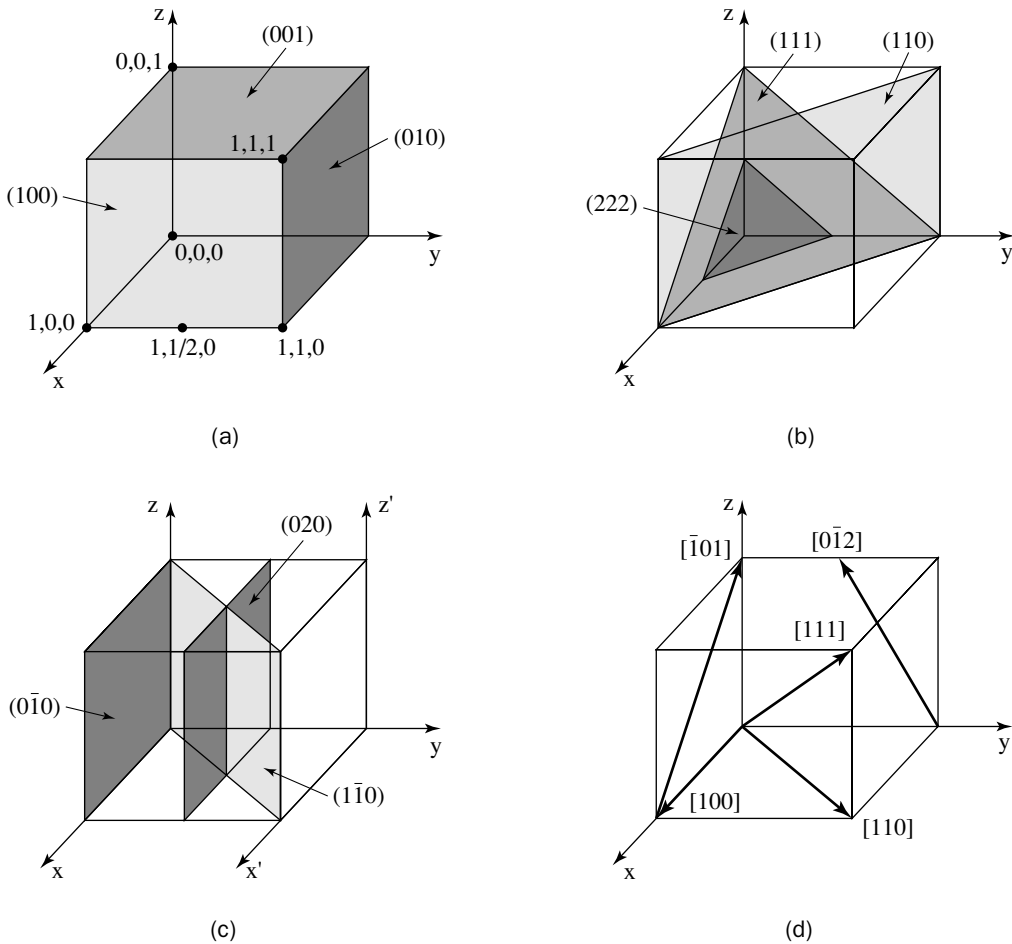 z
(001)
0,0,1
1,1,1
(010)
(100)
0,0,0
y
1,0,0
1,1/2,0
1,1,0
x
(a)
z
(111)
(110)
(222)
y
x
(b)
z
z'
(020)
(01̅0)
y
(11̅0)
x
x'
(c)
z
[1̅01]
[01̅2]
[111]
y
[100]
[110]
x
(d)